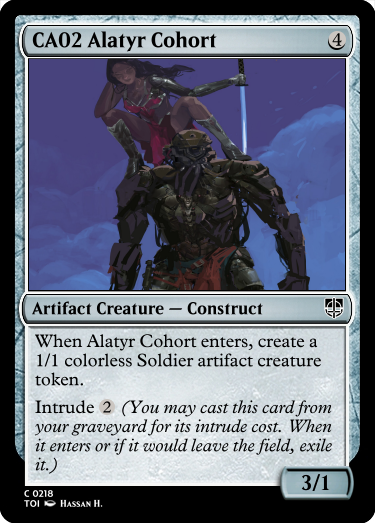 CA02 Alatyr Cohort 4
Artifact Creature — Construct
When Alatyr Cohort enters, create a
1/1 colorless Soldier artifact creature
token.
Intrude 2 (You may cast this card from
your graveyard for its intrude cost. When
it enters or if it would leave the field, exile
it.)
3/1
C 0218
TOI HASSAN H.